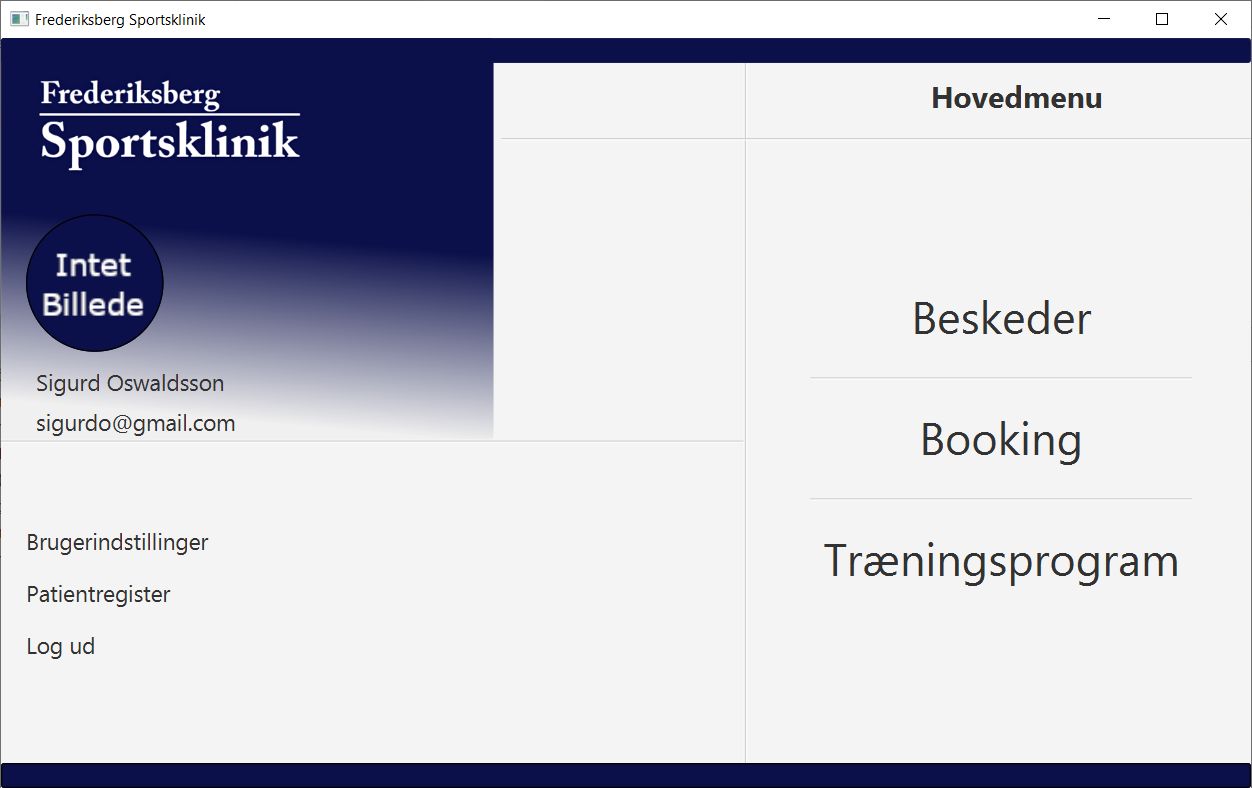 Frederiksberg Sportsklinik
Frederiksberg
Sportsklinik
Intet
Billede
Sigurd Oswaldsson
sigurdo@gmail.com
Brugerindstillinger
Patientregister
Log ud
Hovedmenu
Beskeder
Booking
Træningsprogram